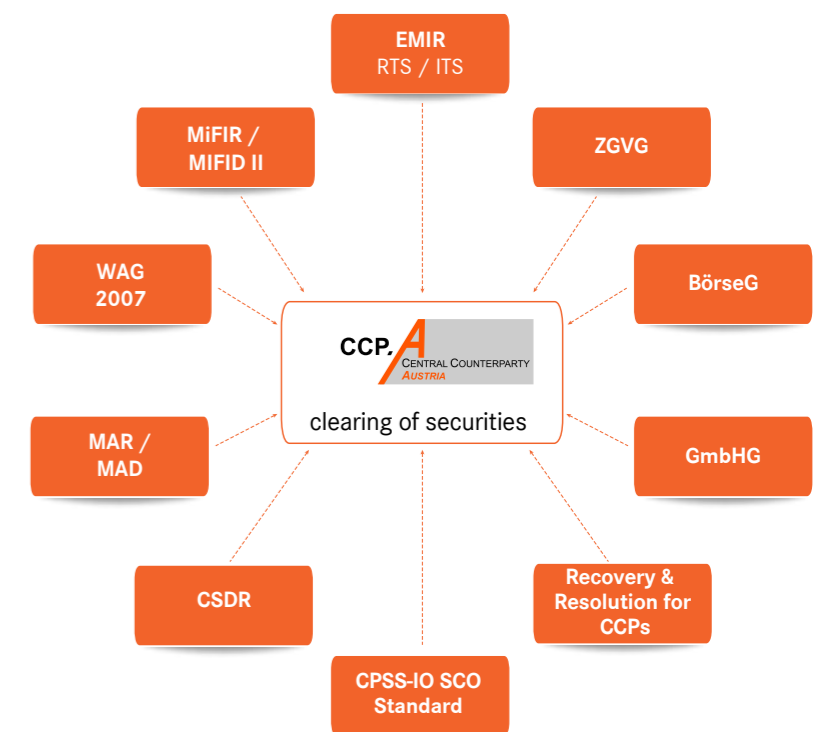 EMIR
RTS / ITS
MiFIR /
MIFID II
ZGVG
WAG
2007
BörseG
CCP.A
CENTRAL COUNTERPARTY
AUSTRIA
clearing of securities
MAR /
MAD
GmbHG
CSDR
Recovery &
Resolution for
CCPs
CPSS-IO SCO
Standard